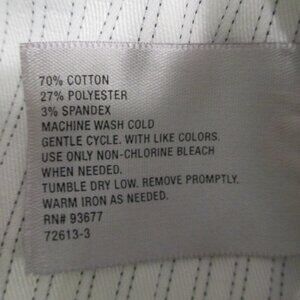 70% COTTON
27% POLYESTER
3% SPANDEX
MACHINE WASH COLD
GENTLE CYCLE. WITH LIKE COLORS.
USE ONLY NON-CHLORINE BLEACH
WHEN NEEDED.
TUMBLE DRY LOW. REMOVE PROMPTLY.
WARM IRON AS NEEDED.
RN# 93677
72613-3